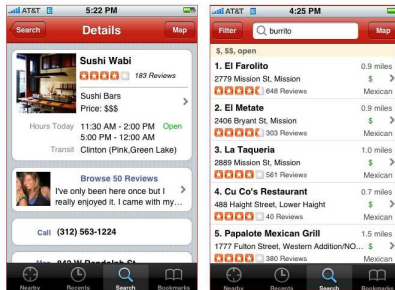 AT&T E 5:22 PM
Search Details Map
Sushi Wabi
183 Reviews
Sushi Bars
Price: $$$
Hours Today 11:30 AM - 2:00 PM Open
5:00 PM - 12:00 AM
Transit Clinton (Pink,Green Lake)
Browse 50 Reviews
I've only been here once but I
really enjoyed it. I came with my...
Call (312) 563-1224
Map 842 W Randolph St
Nearby Recents Search Bookmarks
AT&T E 4:25 PM
Filter burrito Map
$, $$, open
1. El Farolito 0.9 miles
2779 Mission St, Mission $
648 Reviews Mexican
2. El Metate 0.9 miles
2406 Bryant St, Mission $
303 Reviews Mexican
3. La Taqueria 1.0 miles
2889 Mission St, Mission $
561 Reviews Mexican
4. Cu Co's Restaurant 0.7 miles
488 Haight Street, Lower Haight $
40 Reviews Mexican
5. Papalote Mexican Grill 1.5 miles
1777 Fulton Street, Western Addition/NO... $
380 Reviews Mexican
Nearby Recents Search Bookmarks